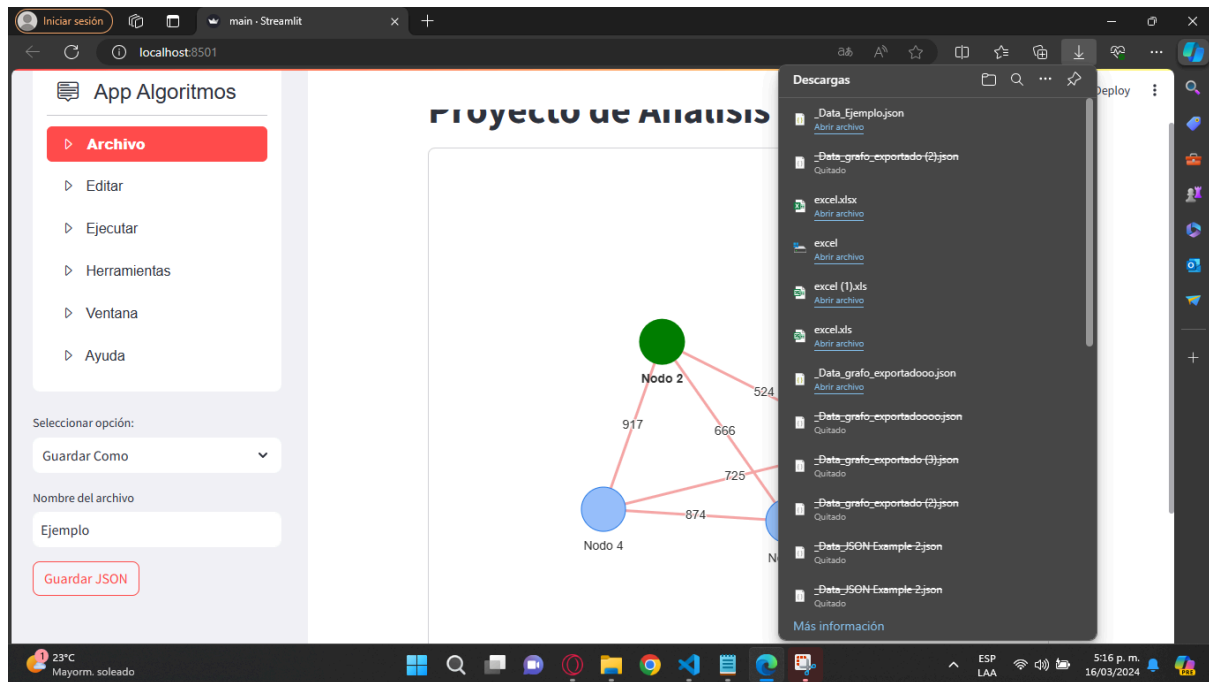 Iniciar sesión
main - Streamlit
localhost:8501
App Algoritmos
Archivo
Editar
Ejecutar
Herramientas
Ventana
Ayuda
Seleccionar opción:
Guardar Como
Nombre del archivo
Ejemplo
Guardar JSON
Proyecto de Analisis
Nodo 2
524
917
666
725
874
Nodo 4
N
Deploy
Descargas
_Data_Ejemplo.json
Abrir archivo
_Data_grafo_exportado (2).json
Quitado
excel.xlsx
Abrir archivo
excel
Abrir archivo
excel (1).xls
Abrir archivo
excel.xls
Abrir archivo
_Data_grafo_exportadooo.json
Abrir archivo
_Data_grafo_exportadoooo.json
Quitado
_Data_grafo_exportado (3).json
Quitado
_Data_grafo_exportado (2).json
Quitado
_Data_JSON Example 2.json
Quitado
_Data_JSON Example 2.json
Quitado
Más información
1
23°C
Mayorm. soleado
ESP
LAA
5:16 p. m.
16/03/2024
PRE